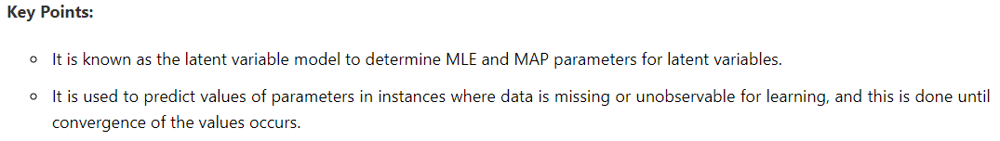 Key Points:
It is known as the latent variable model to determine MLE and MAP parameters for latent variables.
It is used to predict values of parameters in instances where data is missing or unobservable for learning, and this is done until
convergence of the values occurs.